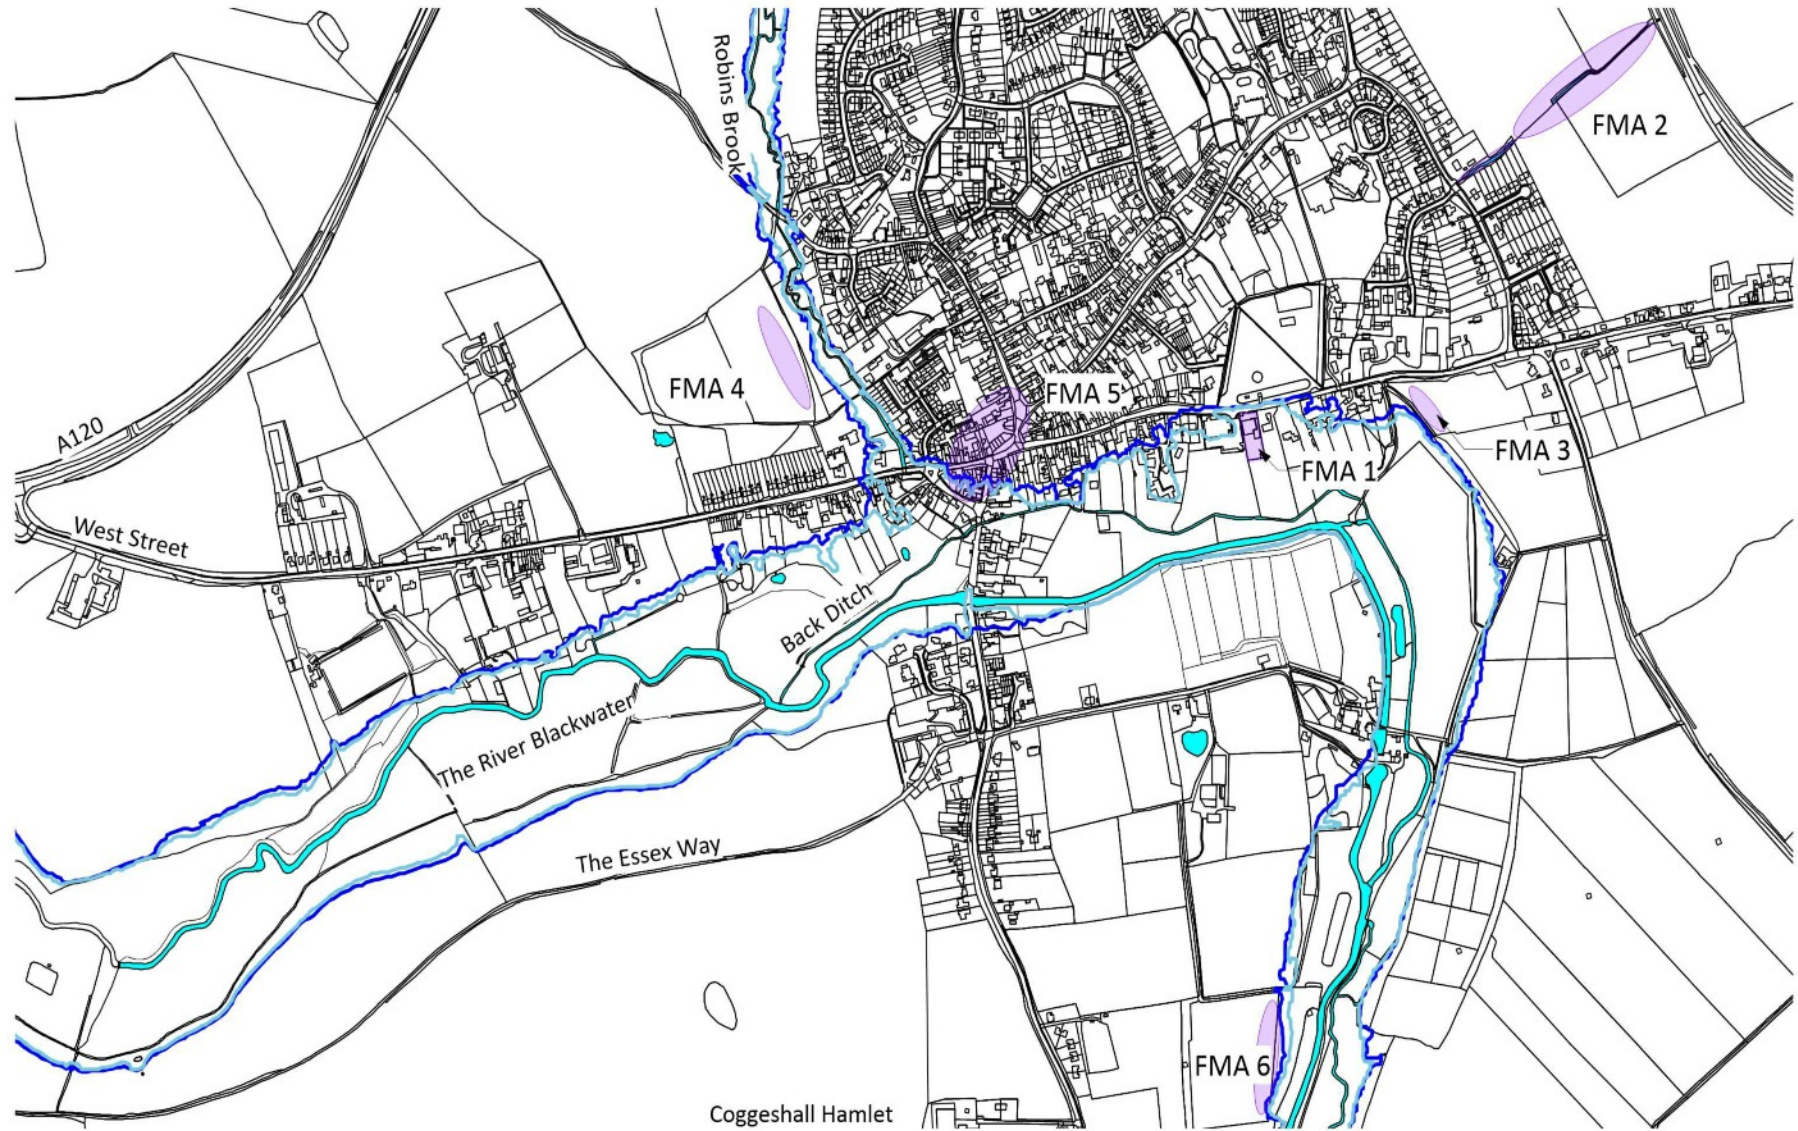 Robins Brook
FMA 2
FMA 4
FMA 5
A120
FMA 3
FMA 1
West Street
Back Ditch
The River Blackwater
The Essex Way
FMA 6
Coggeshall Hamlet